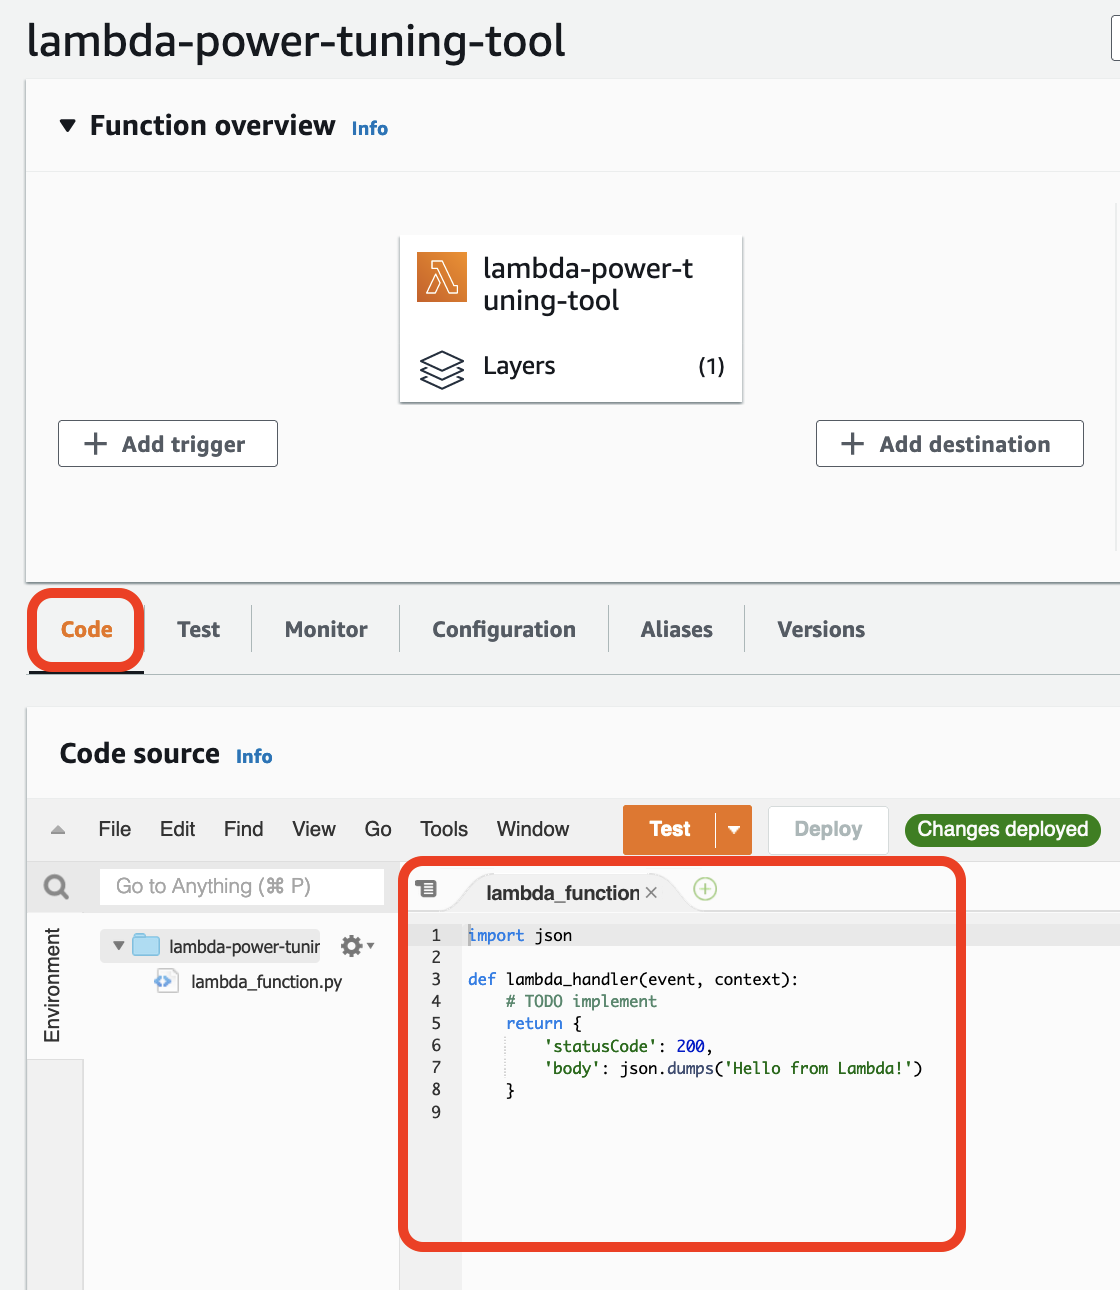 lambda-power-tuning-tool
Function overview Info
lambda-power-t
uning-tool
Layers (1)
Add trigger
Add destination
Code Test Monitor Configuration Aliases Versions
Code source Info
File Edit Find View Go Tools Window Test Deploy Changes deployed
Go to Anything (⌘ P)
lambda_function ×
Environment
lambda-power-tunir
lambda_function.py
1 import json
2
3 def lambda_handler(event, context):
4     # TODO implement
5     return {
6         'statusCode': 200,
7         'body': json.dumps('Hello from Lambda!')
8     }
9